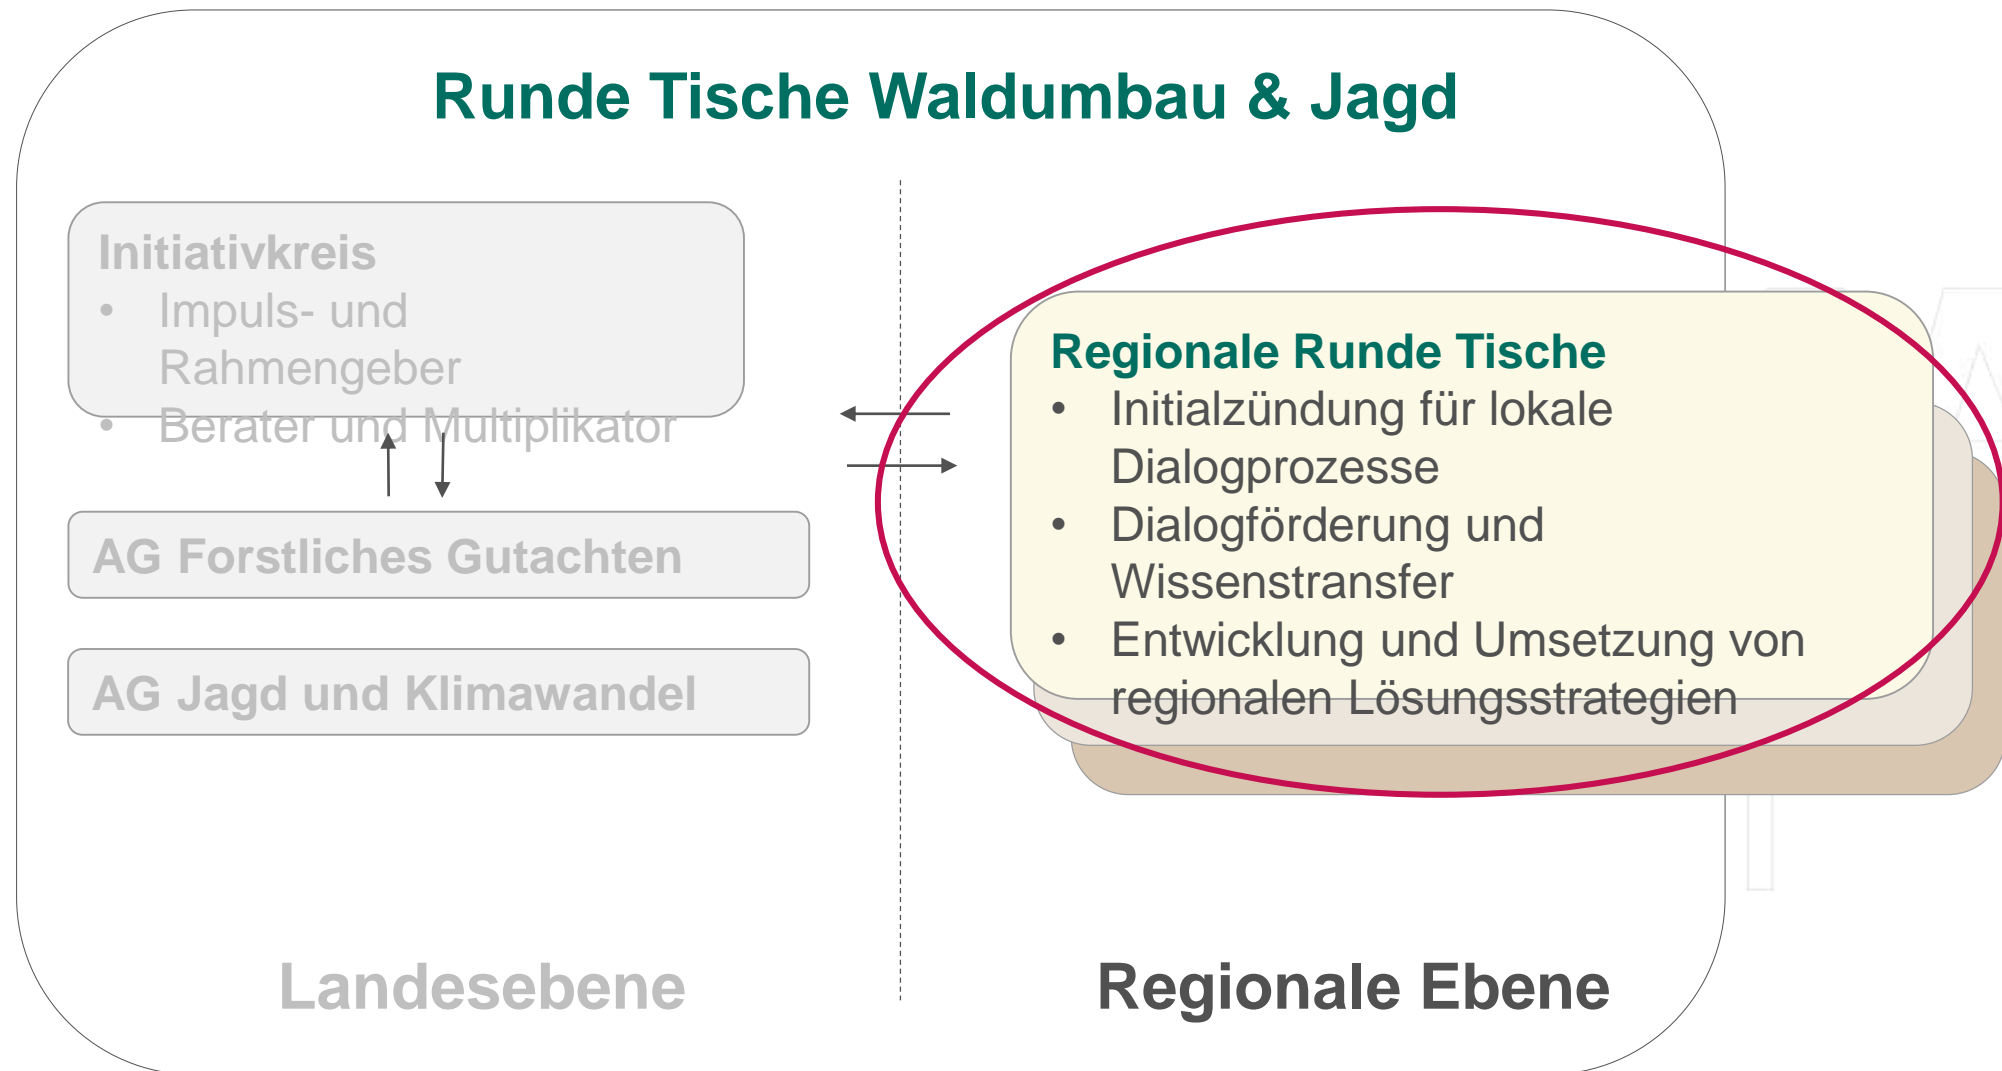 Runde Tische Waldumbau & Jagd
Initiativkreis
• Impuls- und
Rahmengeber
• Berater und Multiplikator
AG Forstliches Gutachten
AG Jagd und Klimawandel
Landesebene
Regionale Runde Tische
• Initialzündung für lokale
Dialogprozesse
• Dialogförderung und
Wissenstransfer
• Entwicklung und Umsetzung von
regionalen Lösungsstrategien
Regionale Ebene